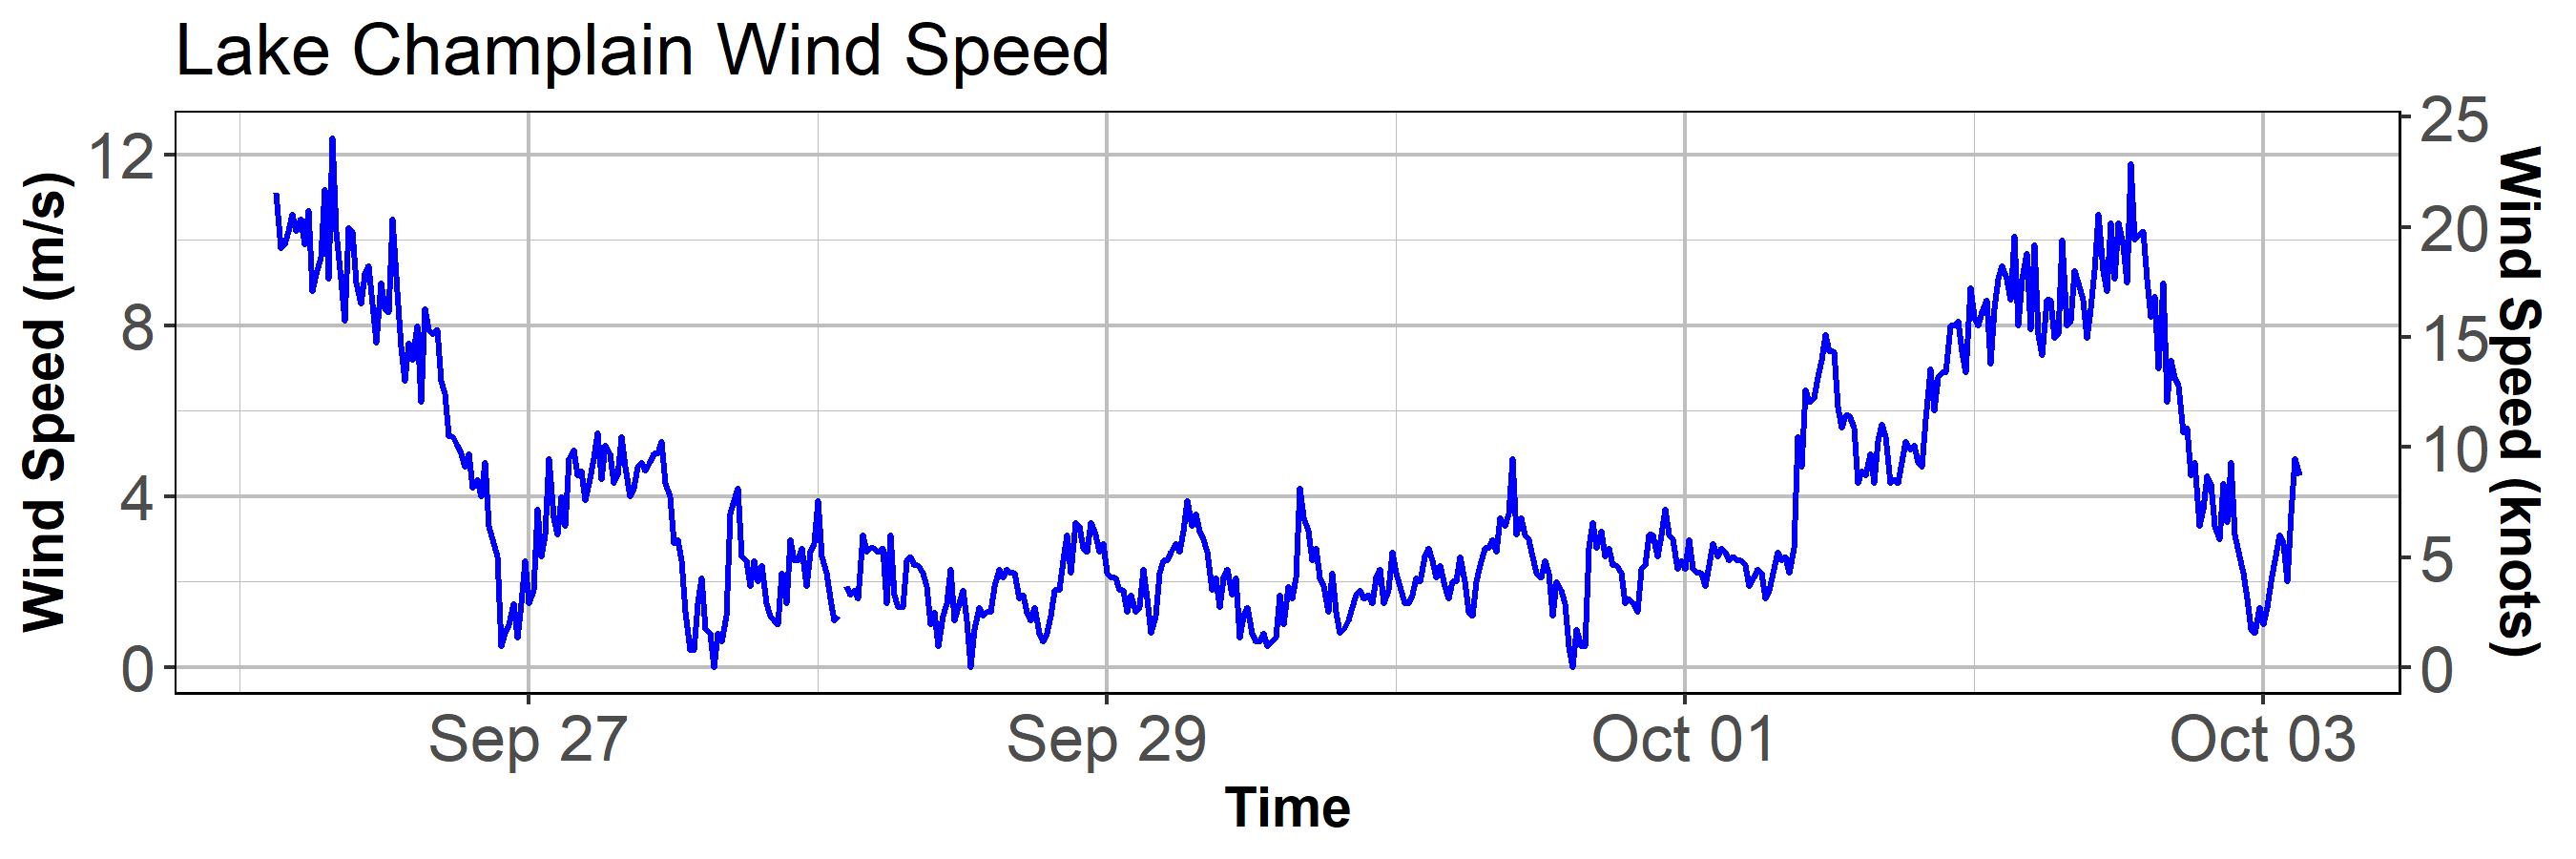 Lake Champlain Wind Speed
Wind Speed (m/s)
12
8
4
0
25
20
15
10
5
0
Wind Speed (knots)
Sep 27
Sep 29
Oct 01
Oct 03
Time